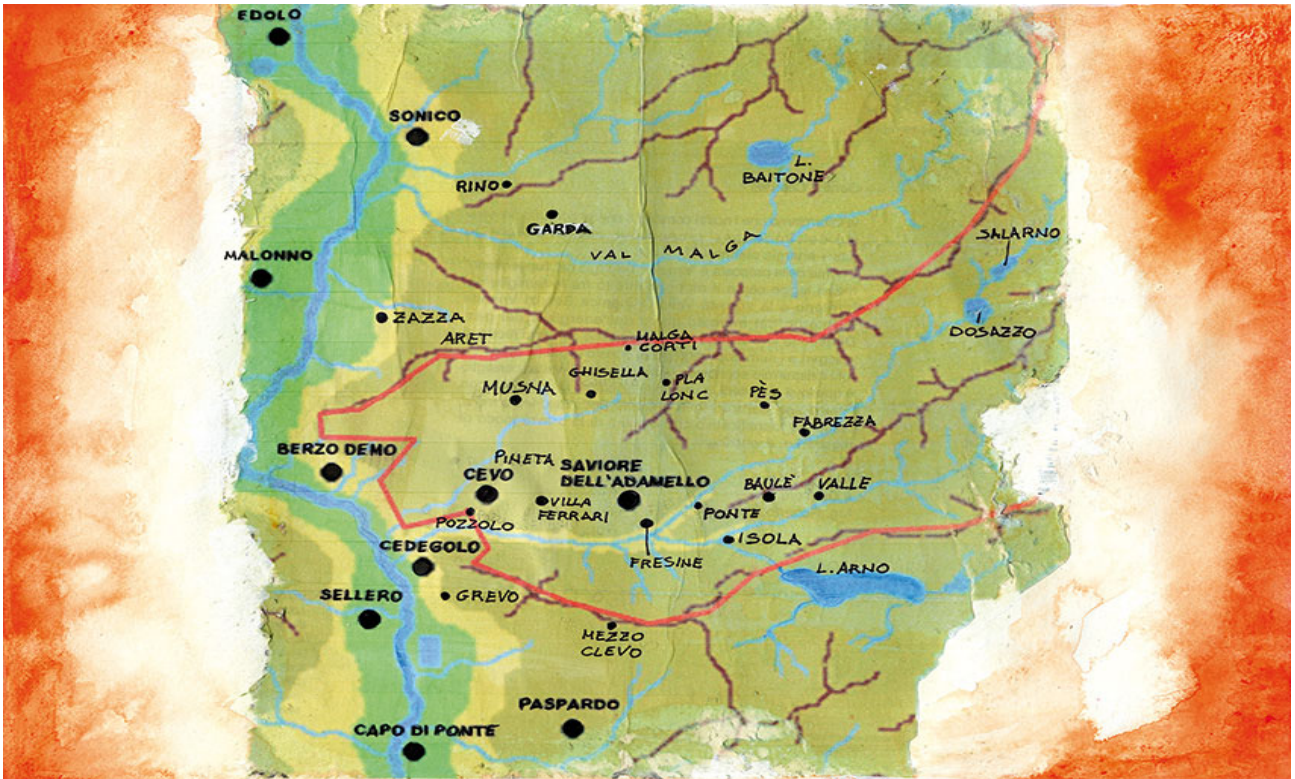 EDOLO
SONICO
L.
BAITONE
RINO
GARDA
VAL MALGA
SALARNO
MALONNO
ZAZZA
DOSAZZO
ARET
MALGA
CORTI
GHISELLA
MUSNA
PLA
LONC
PÈS
FABREZZA
BERZO DEMO
PINETA
CEVO
SAVIORE
DELL'ADAMELLO
BAULÈ
VALLE
VILLA
FERRARI
PONTE
POZZOLO
ISOLA
FRESINE
CEDEGOLO
L. ARNO
SELLERO
GREVO
MEZZO
CLEVO
PASPARDO
CAPO DI PONTE